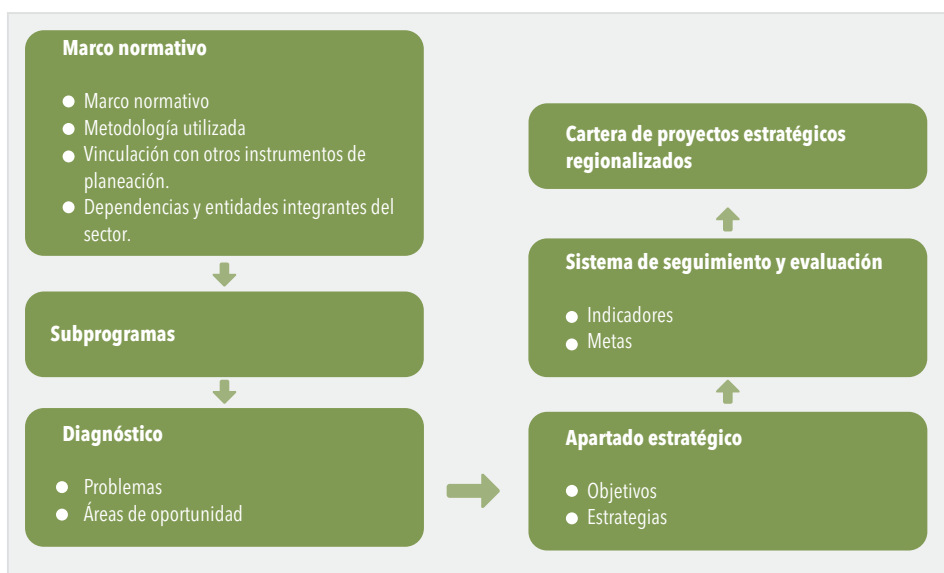 Marco normativo
Marco normativo
Metodología utilizada
Vinculación con otros instrumentos de
planeación.
Dependencias y entidades integrantes del
sector.
Subprogramas
Diagnóstico
Problemas
Áreas de oportunidad
Apartado estratégico
Objetivos
Estrategias
Sistema de seguimiento y evaluación
Indicadores
Metas
Cartera de proyectos estratégicos
regionalizados